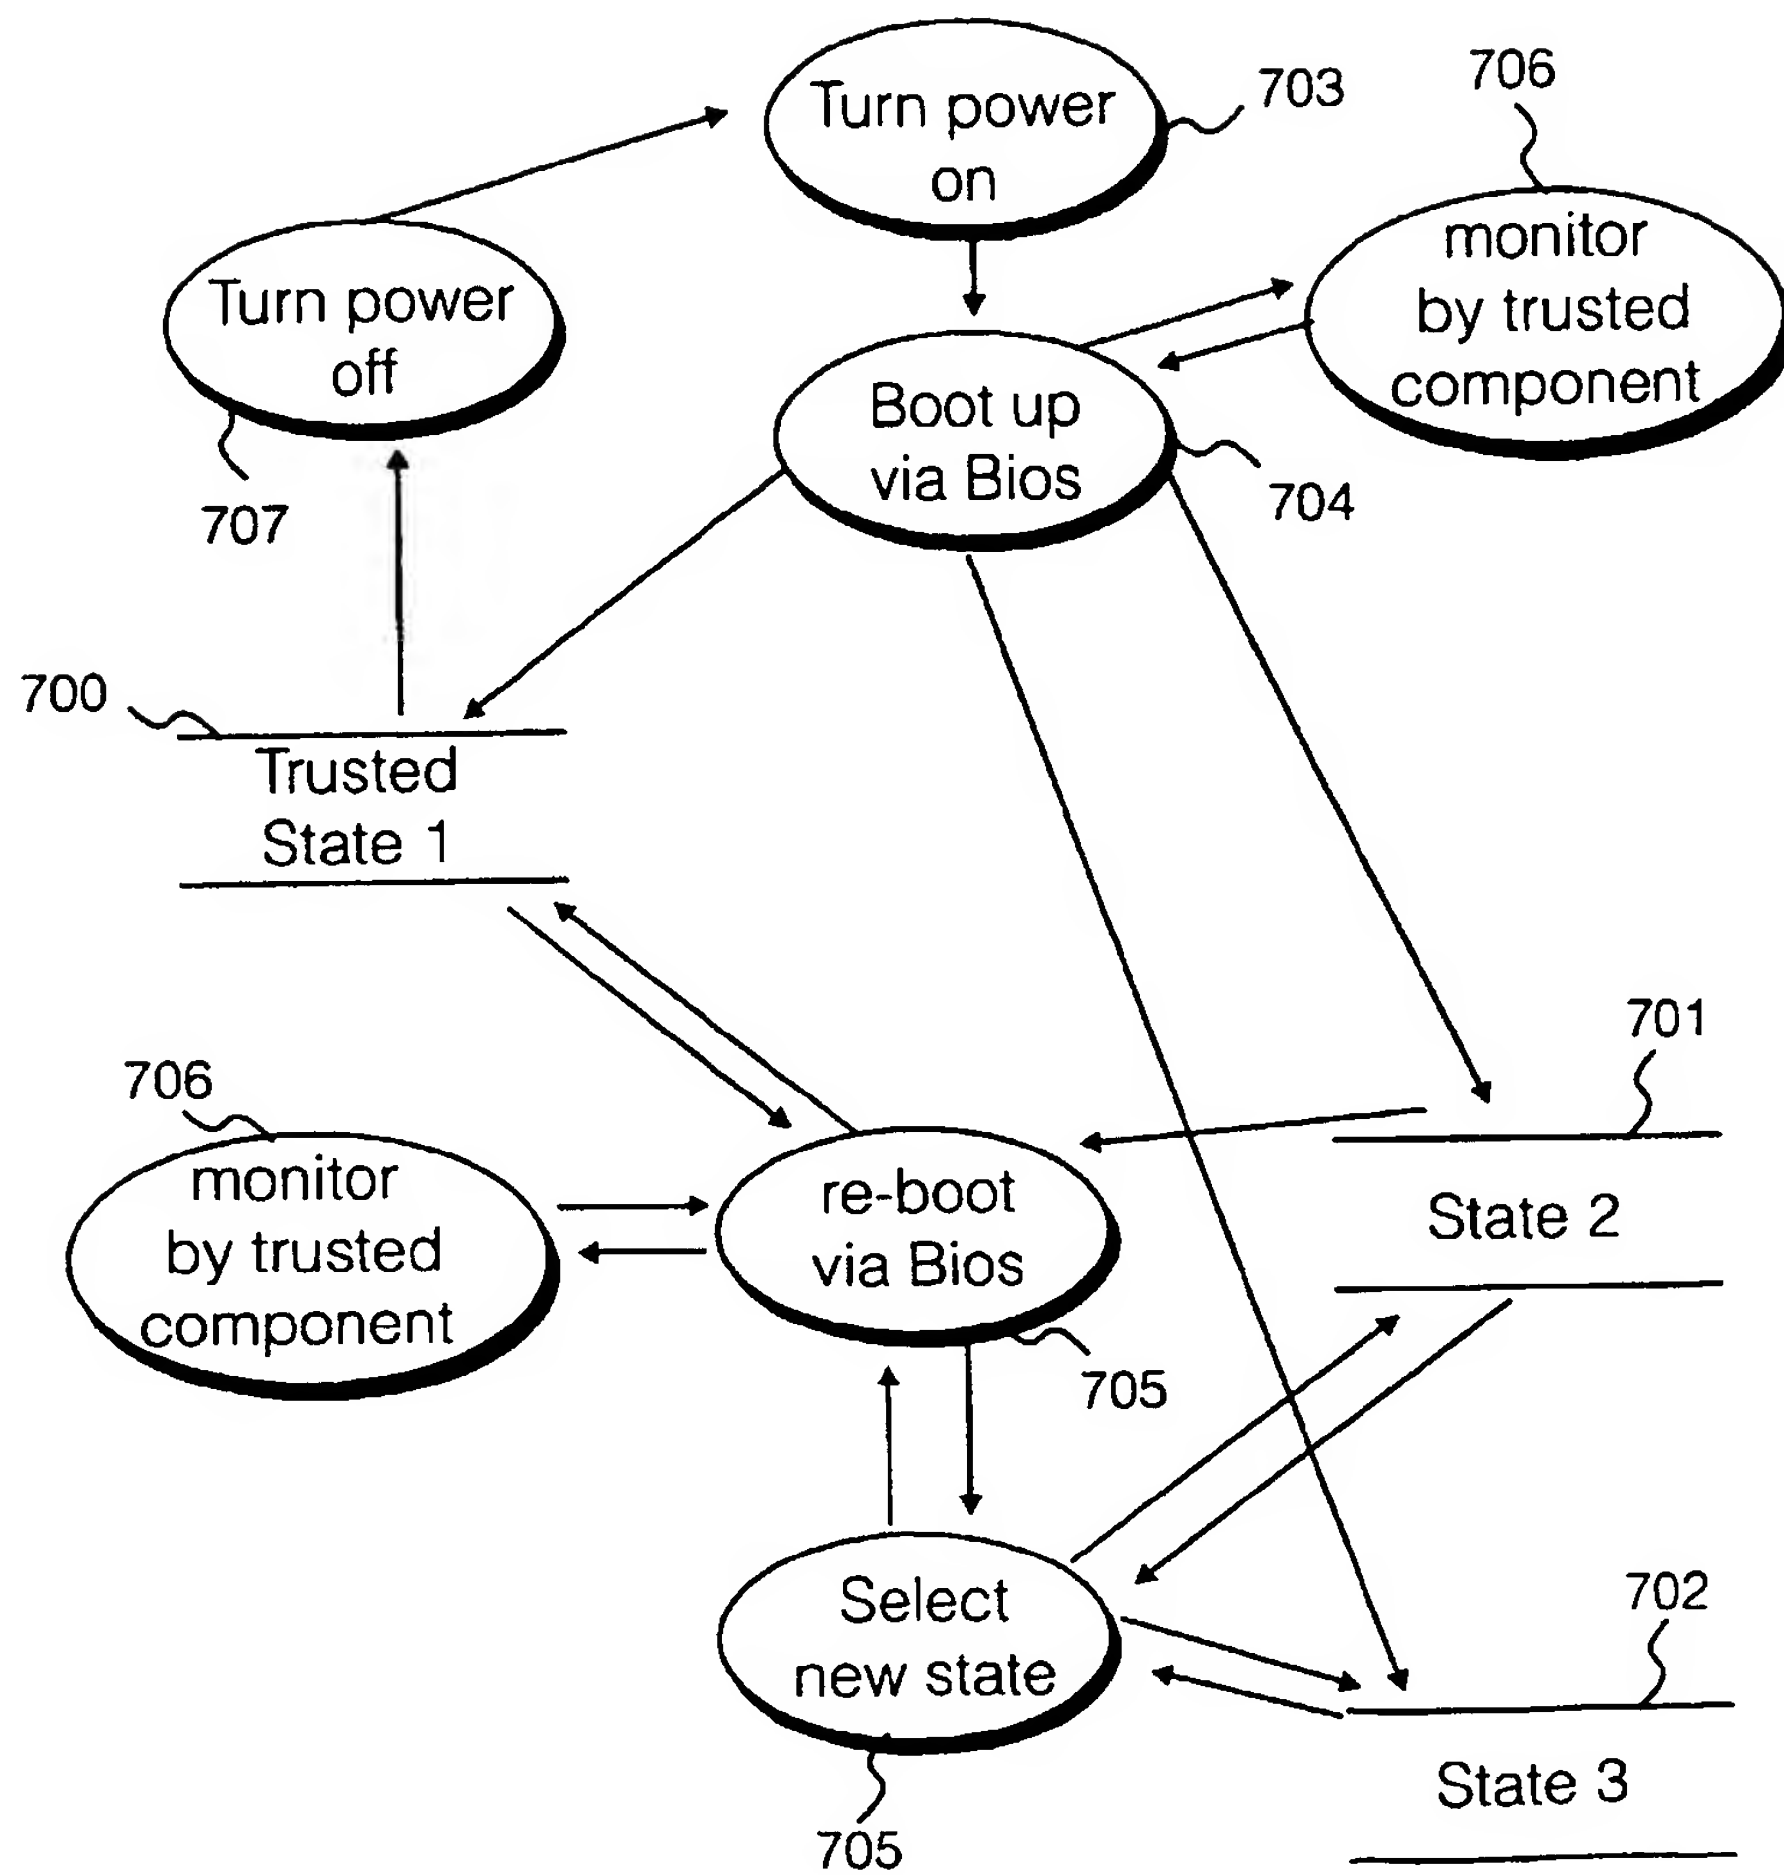 Turn power
on
703
706
monitor
by trusted
component
Turn power
off
707
Boot up
via Bios
704
700
Trusted
State 1
701
State 2
706
monitor
by trusted
component
re-boot
via Bios
705
Select
new state
705
702
State 3